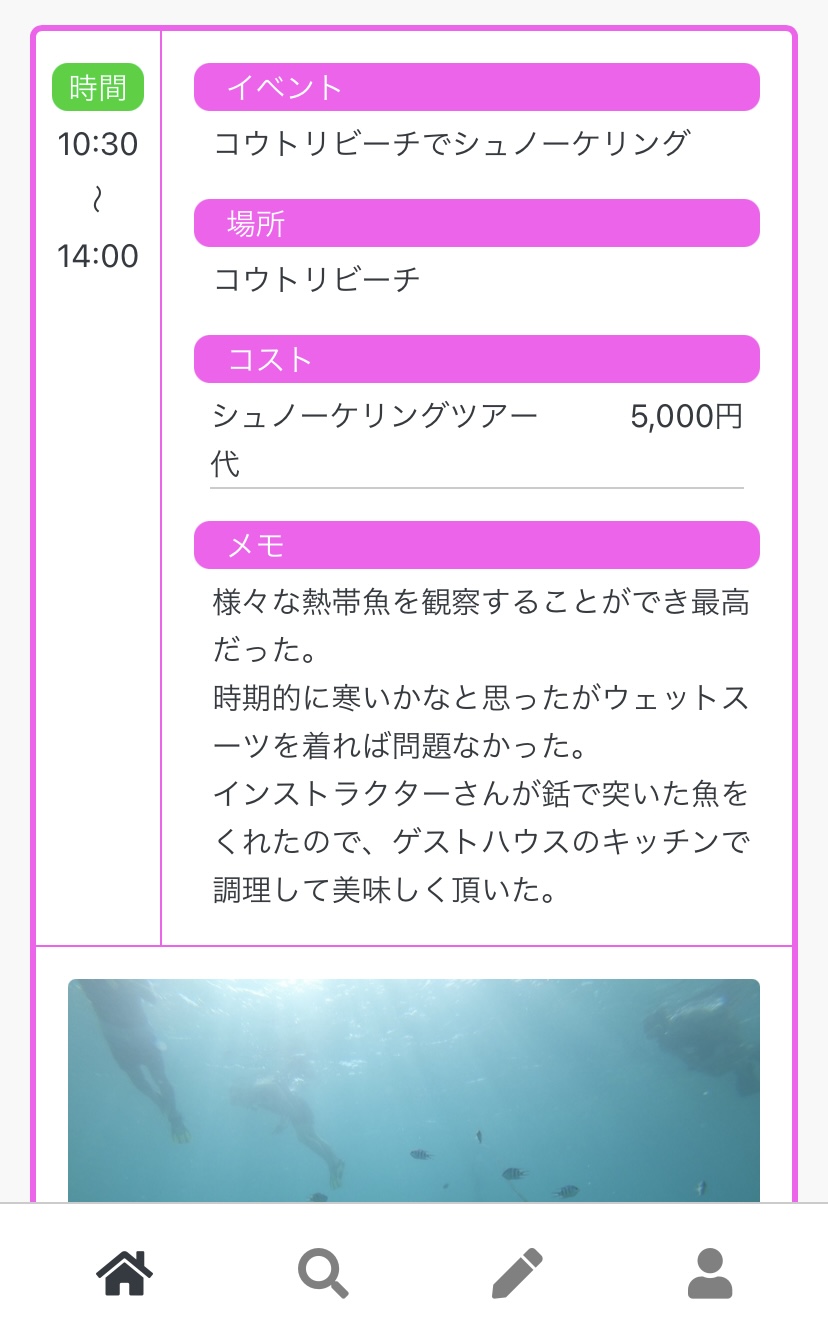 時間
10:30
〜
14:00
イベント
コウトリビーチでシュノーケリング
場所
コウトリビーチ
コスト
シュノーケリングツアー 5,000円
代
メモ
様々な熱帯魚を観察することができ最高
だった。
時期的に寒いかなと思ったがウェットス
ーツを着れば問題なかった。
インストラクターさんが銛で突いた魚を
くれたので、ゲストハウスのキッチンで
調理して美味しく頂いた。